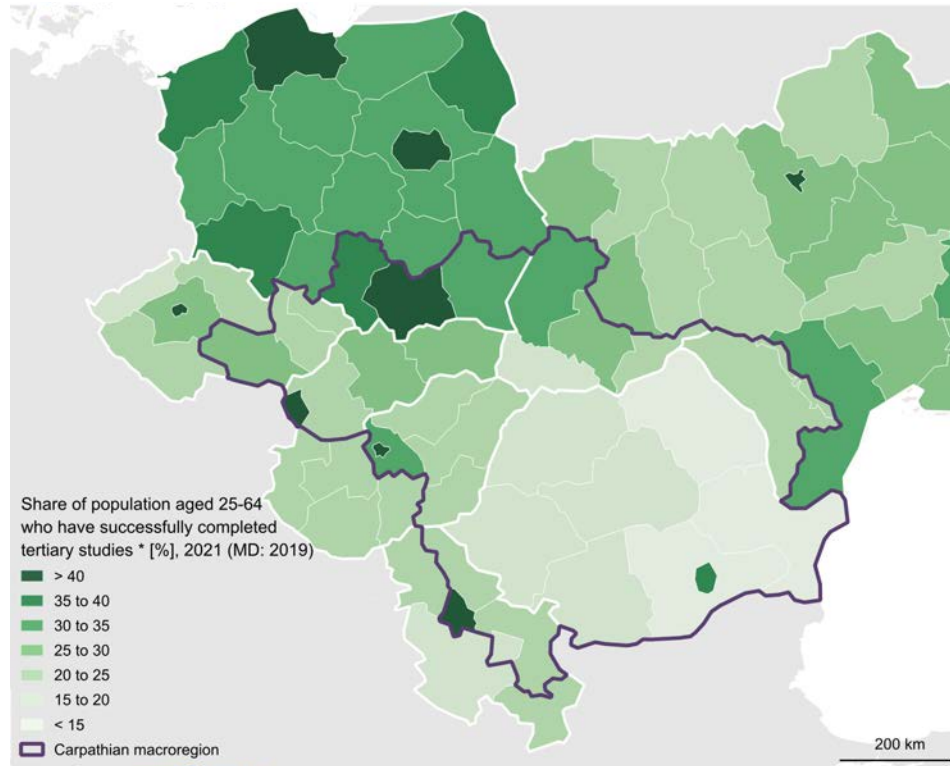 Share of population aged 25-64
who have successfully completed
tertiary studies * [%], 2021 (MD: 2019)
> 40
35 to 40
30 to 35
25 to 30
20 to 25
15 to 20
< 15
Carpathian macroregion
200 km